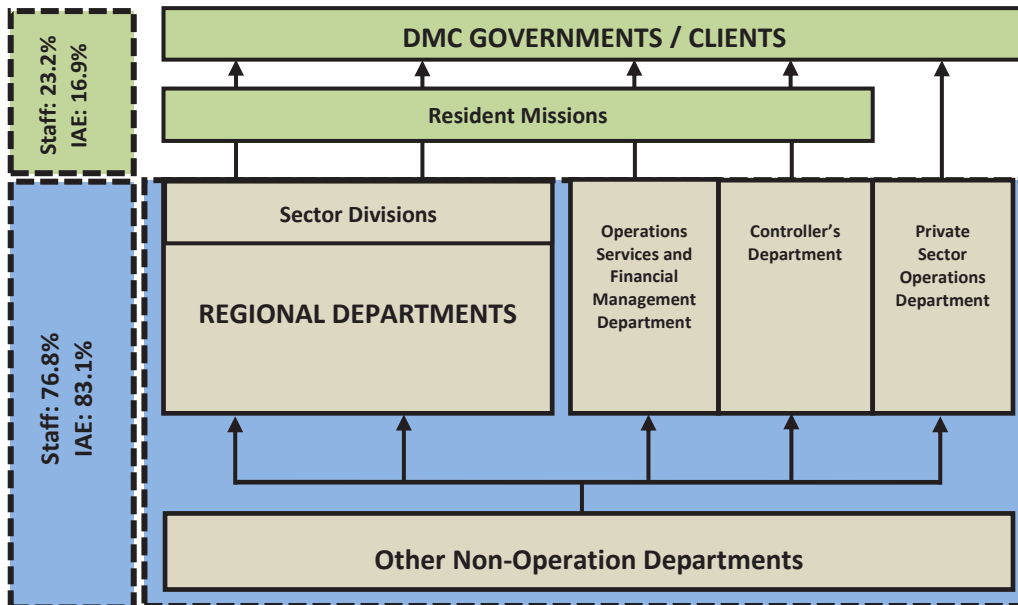 Staff: 23.2%
IAE: 16.9%
DMC GOVERNMENTS / CLIENTS
Resident Missions
Staff: 76.8%
IAE: 83.1%
Sector Divisions
REGIONAL DEPARTMENTS
Operations
Services and
Financial
Management
Department
Controller’s
Department
Private
Sector
Operations
Department
Other Non-Operation Departments